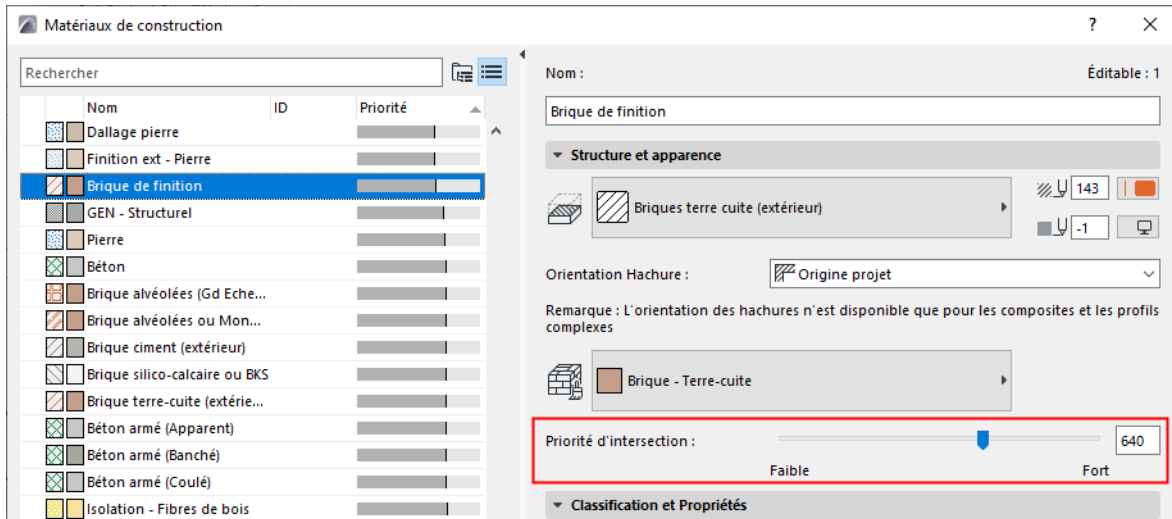 Matériaux de construction
?
Rechercher
Nom ID Priorité
Dallage pierre
Finition ext - Pierre
Brique de finition
GEN - Structurel
Pierre
Béton
Brique alvéolées (Gd Eche...
Brique alvéolées ou Mon...
Brique ciment (extérieur)
Brique silico-calcaire ou BKS
Brique terre-cuite (extérie...
Béton armé (Apparent)
Béton armé (Banché)
Béton armé (Coulé)
Isolation - Fibres de bois
Nom : Éditable : 1
Brique de finition
Structure et apparence
Briques terre cuite (extérieur)
143
-1
Orientation Hachure : Origine projet
Remarque : L'orientation des hachures n'est disponible que pour les composites et les profils
complexes
Brique - Terre-cuite
Priorité d'intersection : 640
Faible Fort
Classification et Propriétés